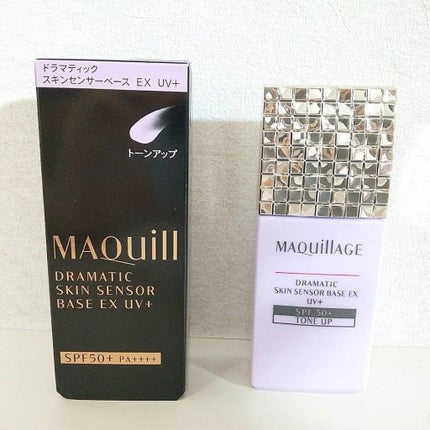 ドラマティック
スキンセンサーベース EX UV+
トーンアップ
MAQuill
DRAMATIC
SKIN SENSOR
BASE EX UV+
SPF50+ PA++++
MAQuillAGE
DRAMATIC
SKIN SENSOR BASE EX
UV+
SPF 50+
TONE UP